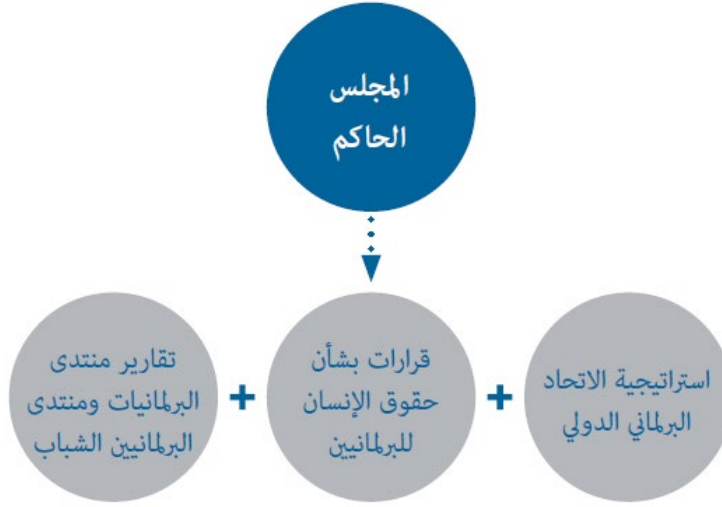 المجلس
الحاكم
استراتيجية الاتحاد
البرلماني الدولي
+
قرارات بشأن
حقوق الإنسان
للبرلمانيين
+
تقارير منتدى
البرلمانيات ومنتدى
البرلمانيين الشباب